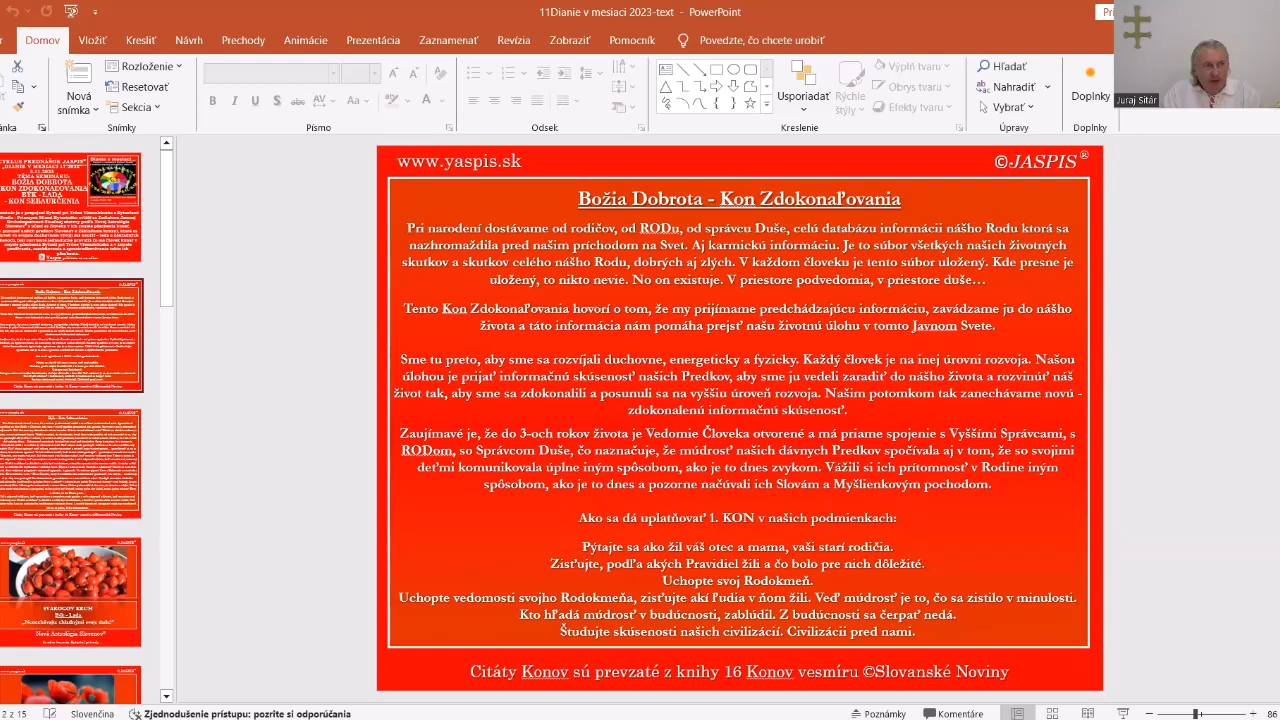 11Dianie v mesiaci 2023-text - PowerPoint
Domov Vložiť Kresliť Návrh Prechody Animácie Prezentácia Zaznamenať Revízia Zobraziť Pomocník Povedzte, čo chcete urobiť
Nová snímka
Rozloženie
Resetovať
Sekcia
Usporiadať
Rýchle štýly
Výplň tvaru
Obrys tvaru
Efekty tvaru
Hľadať
Nahradiť
Vybrať
Doplnky
Snímky Písmo Odsek Kreslenie Úpravy Doplnky
Juraj Sitár
www.yaspis.sk ©JASPIS®
Božia Dobrota - Kon Zdokonaľovania
Pri narodení dostávame od rodičov, od RODu, od správcu Duše, celú databázu informácií nášho Rodu ktorá sa
nazhromaždila pred našim príchodom na Svet. Aj karmickú informáciu. Je to súbor všetkých našich životných
skutkov a skutkov celého nášho Rodu, dobrých aj zlých. V každom človeku je tento súbor uložený. Kde presne je
uložený, to nikto nevie. No on existuje. V priestore podvedomia, v priestore duše…
Tento Kon Zdokonaľovania hovorí o tom, že my prijímame predchádzajúcu informáciu, zavádzame ju do nášho
života a táto informácia nám pomáha prejsť našu životnú úlohu v tomto Javnom Svete.
Sme tu preto, aby sme sa rozvíjali duchovne, energeticky a fyzicky. Každý človek je na inej úrovni rozvoja. Našou
úlohou je prijať informačnú skúsenosť našich Predkov, aby sme ju vedeli zaradiť do nášho života a rozvinúť náš
život tak, aby sme sa zdokonalili a posunuli sa na vyššiu úroveň rozvoja. Našim potomkom tak zanechávame novú -
zdokonalenú informačnú skúsenosť.
Zaujímavé je, že do 3-och rokov života je Vedomie Človeka otvorené a má priame spojenie s Vyššími Správcami, s
RODom, so Správcom Duše, čo naznačuje, že múdrosť našich dávnych Predkov spočívala aj v tom, že so svojimi
deťmi komunikovali úplne iným spôsobom, ako je to dnes zvykom. Vážili si ich prítomnosť v Rodine iným
spôsobom, ako je to dnes a pozorne načúvali ich Slovám a Myšlienkovým pochodom.
Ako sa dá uplatňovať 1. KON v našich podmienkach:
Pýtajte sa ako žil váš otec a mama, vaši starí rodičia.
Zisťujte, podľa akých Pravidiel žili a čo bolo pre nich dôležité.
Uchopte svoj Rodokmeň.
Uchopte vedomosti svojho Rodokmeňa, zisťujte akí ľudia v ňom žili. Veď múdrosť je to, čo sa zistilo v minulosti.
Kto hľadá múdrosť v budúcnosti, zablúdil. Z budúcnosti sa čerpať nedá.
Študujte skúsenosti našich civilizácií. Civilizácií pred nami.
Citáty Konov sú prevzaté z knihy 16 Konov vesmíru ©Slovanské Noviny
2 z 15 Slovenčina Zjednodušenie prístupu: pozrite si odporúčania Poznámky Komentáre 86